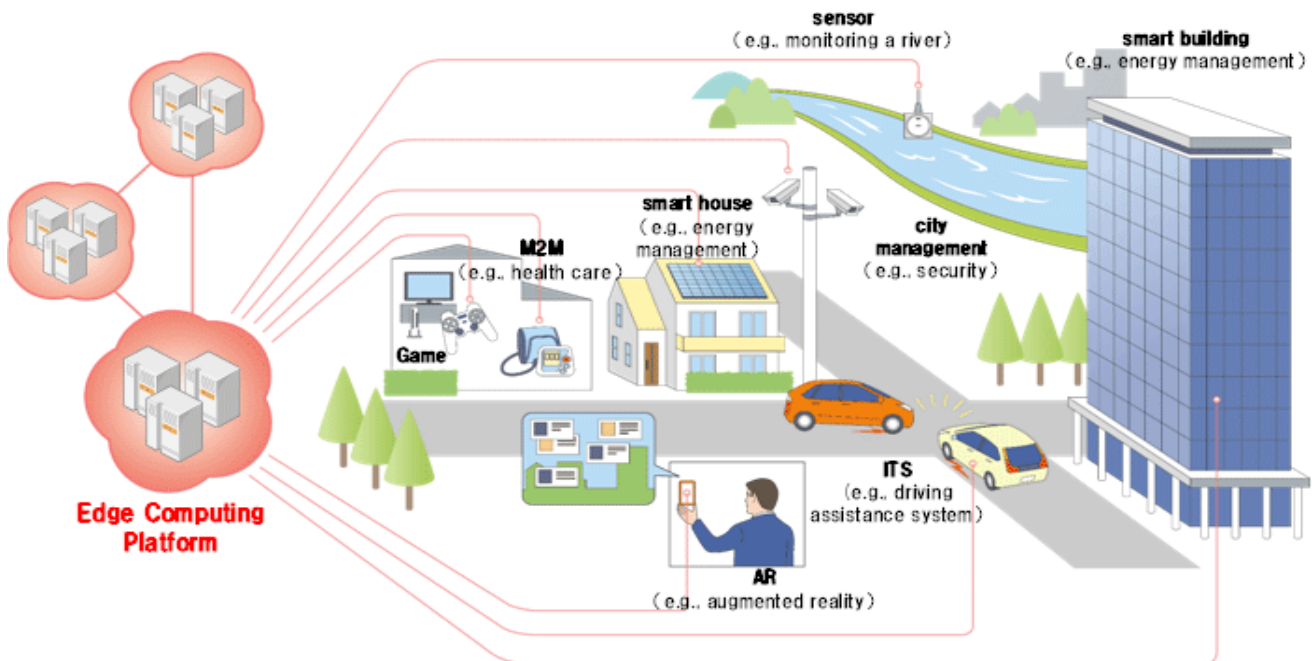 sensor
(e.g., monitoring a river)
smart building
(e.g., energy management)
smart house
(e.g., energy
management)
city
management
(e.g., security)
M2M
(e.g., health care)
Game
Edge Computing
Platform
ITS
(e.g., driving
assistance system)
AR
(e.g., augmented reality)